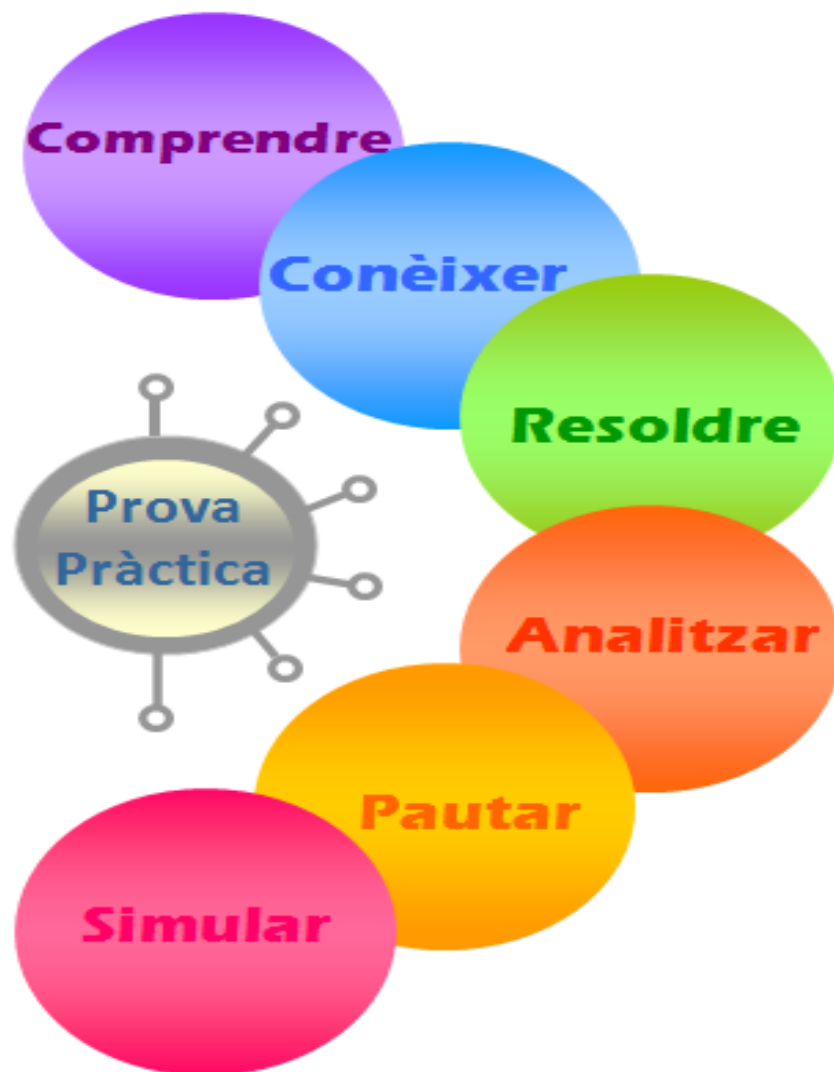 Comprendre
Conèixer
Resoldre
Prova
Pràctica
Analitzar
Pautar
Simular